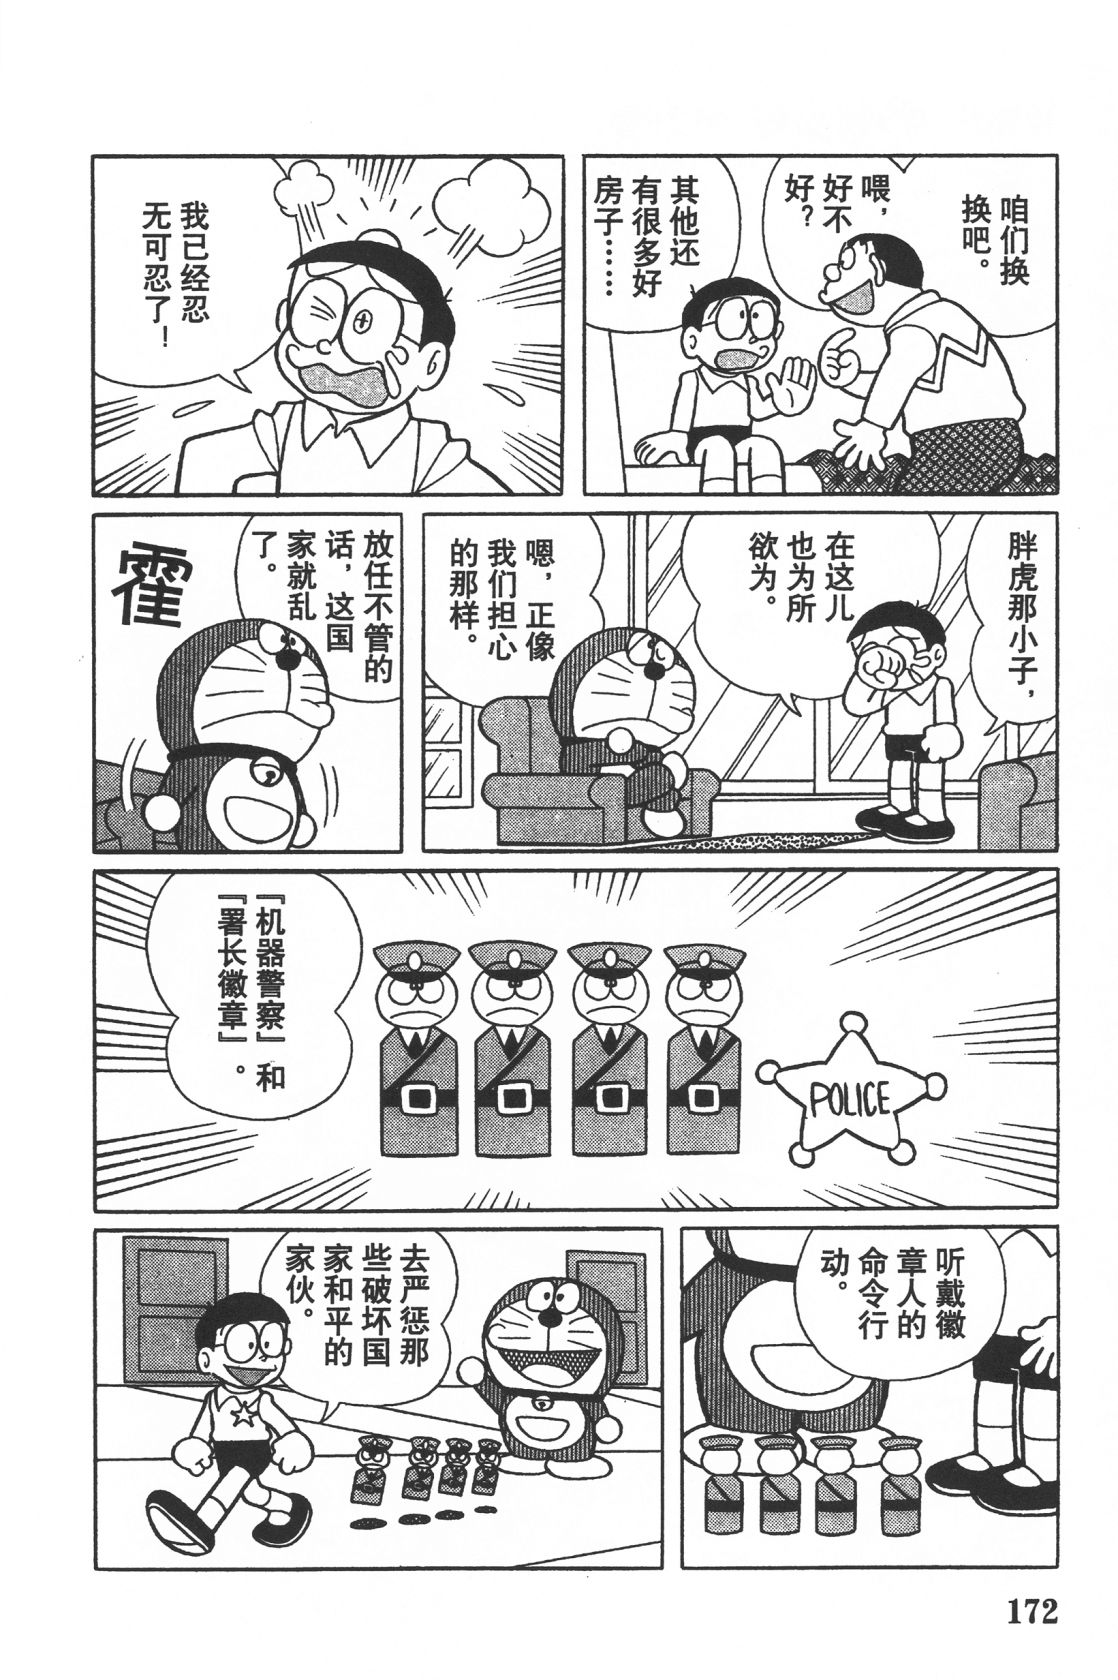 咱们换
换吧。
喂，
好不
好？
其他还
有很多好
房子……
我已经忍
无可忍了！
胖虎那小子，
在这儿
也为所
欲为。
嗯，正像
我们担心
的那样。
放任不管的
话，这国
家就乱
了。
霍
『机器警察』和
『署长徽章』。
POLICE
听戴徽
章人的
命令行
动。
去严惩那
些破坏国
家和平的
家伙。
172